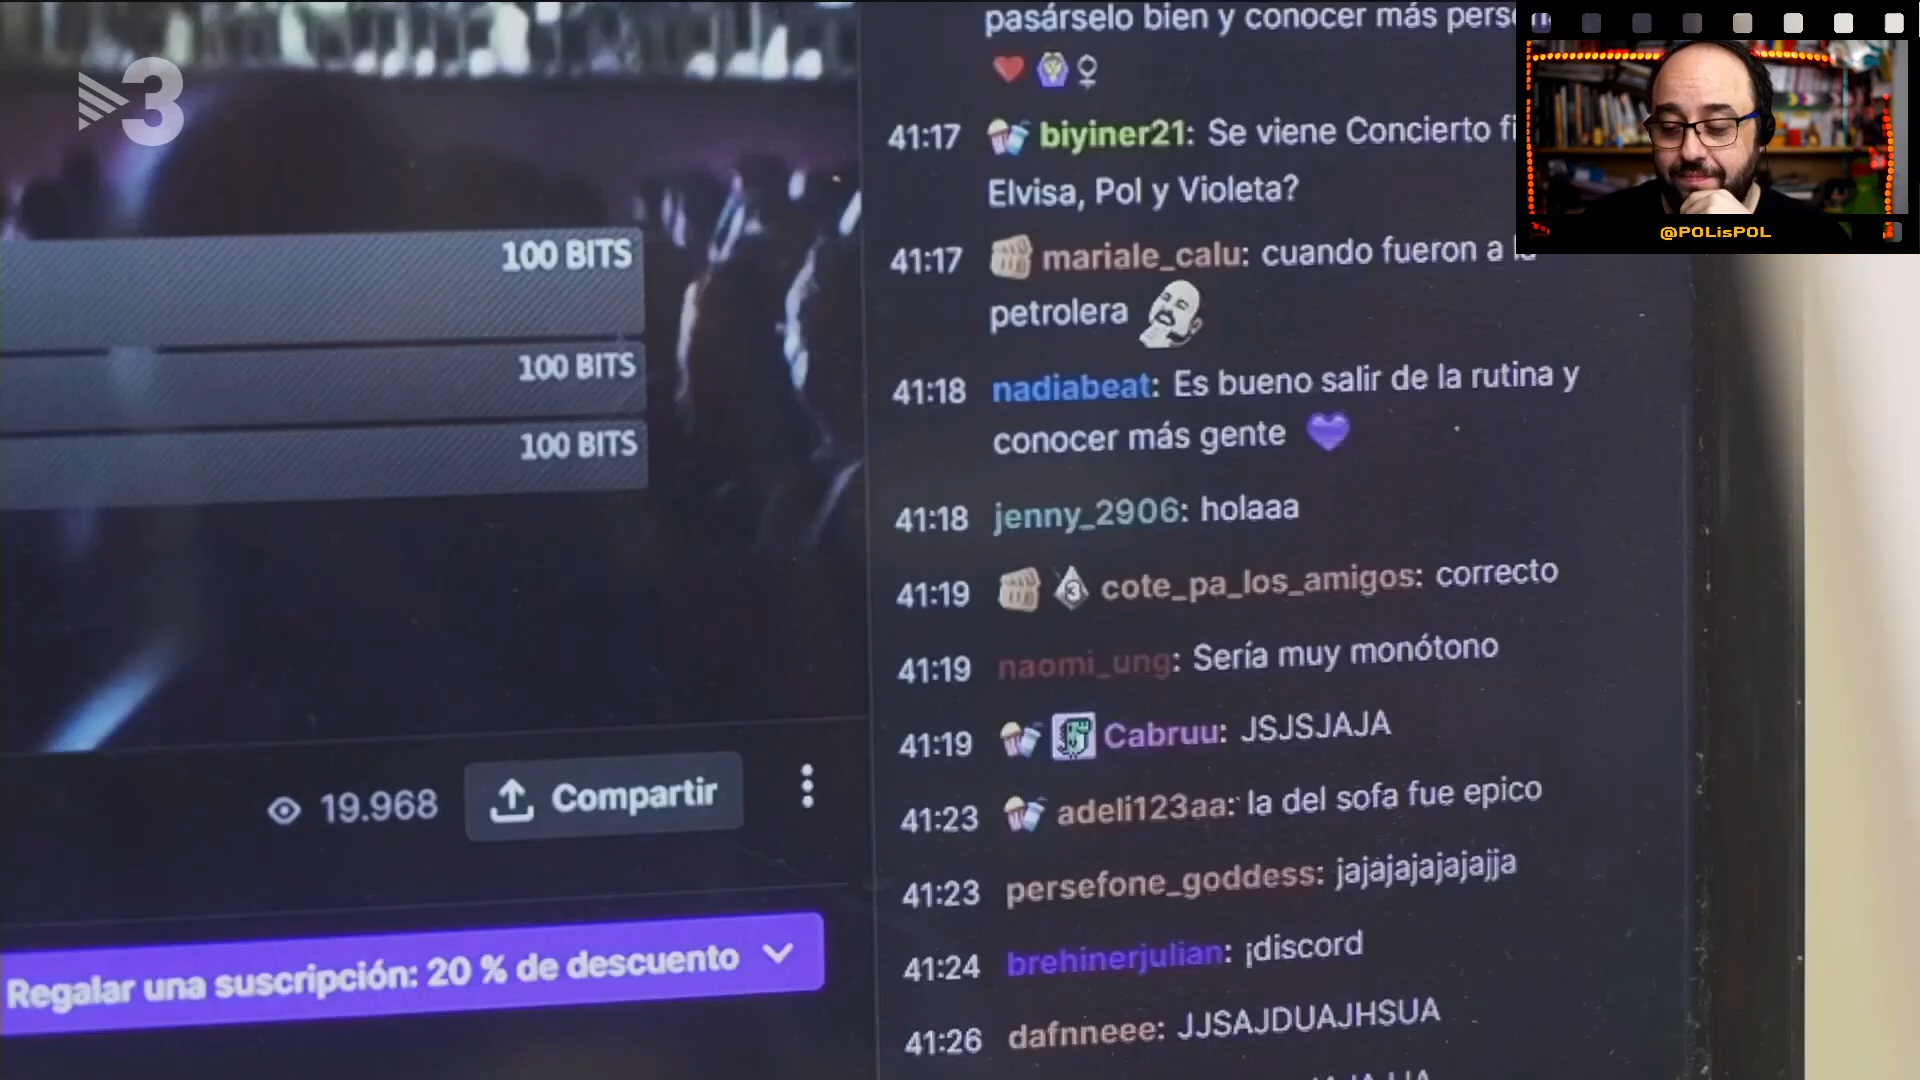 3
100 BITS
100 BITS
100 BITS
19.968
Compartir
Regalar una suscripción: 20 % de descuento
pasárselo bien y conocer más
41:17 biyiner21: Se viene Concierto
Elvisa, Pol y Violeta?
41:17 mariale_calu: cuando fueron a la
petrolera
41:18 nadiabeat: Es bueno salir de la rutina y
conocer más gente
41:18 jenny_2906: holaaa
41:19 3 cote_pa_los_amigos: correcto
41:19 naomi_ung: Sería muy monótono
41:19 Cabruu: JSJSJAJA
41:23 adeli123aa: la del sofa fue epico
41:23 persefone_goddess: jajajajajajajja
41:24 brehinerjulian: ¡discord
41:26 dafnneee: JJSAJDUAJHSUA
@POLisPOL